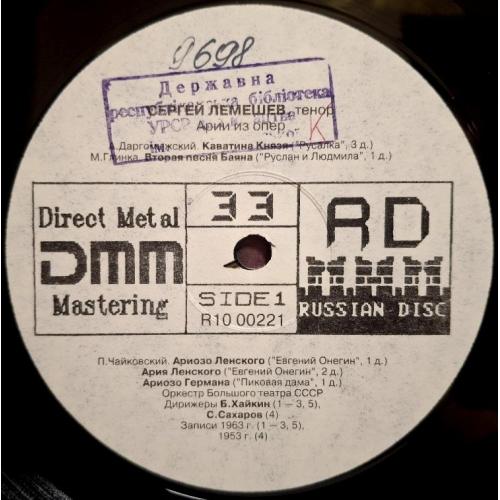 9698
Державна
республіканська бібліотека
УРСР
К
СЕРГЕЙ ЛЕМЕШЕВ, тенор
Арии из опер
А.Даргомыжский. Каватина Князя ("Русалка", 3 д.)
М.Глинка. Вторая песня Баяна ("Руслан и Людмила", 1 д.)
Direct Metal
DMM
Mastering
33
SIDE 1
R10 00221
RD
RUSSIAN DISC
П.Чайковский. Ариозо Ленского ("Евгений Онегин", 1 д.)
Ария Ленского ("Евгений Онегин", 2 д.)
Ариозо Германа ("Пиковая дама", 1 д.)
Оркестр Большого театра СССР
Дирижеры Б.Хайкин (1 – 3, 5),
С.Сахаров (4)
Записи 1963 г. (1 – 3, 5),
1953 г. (4)